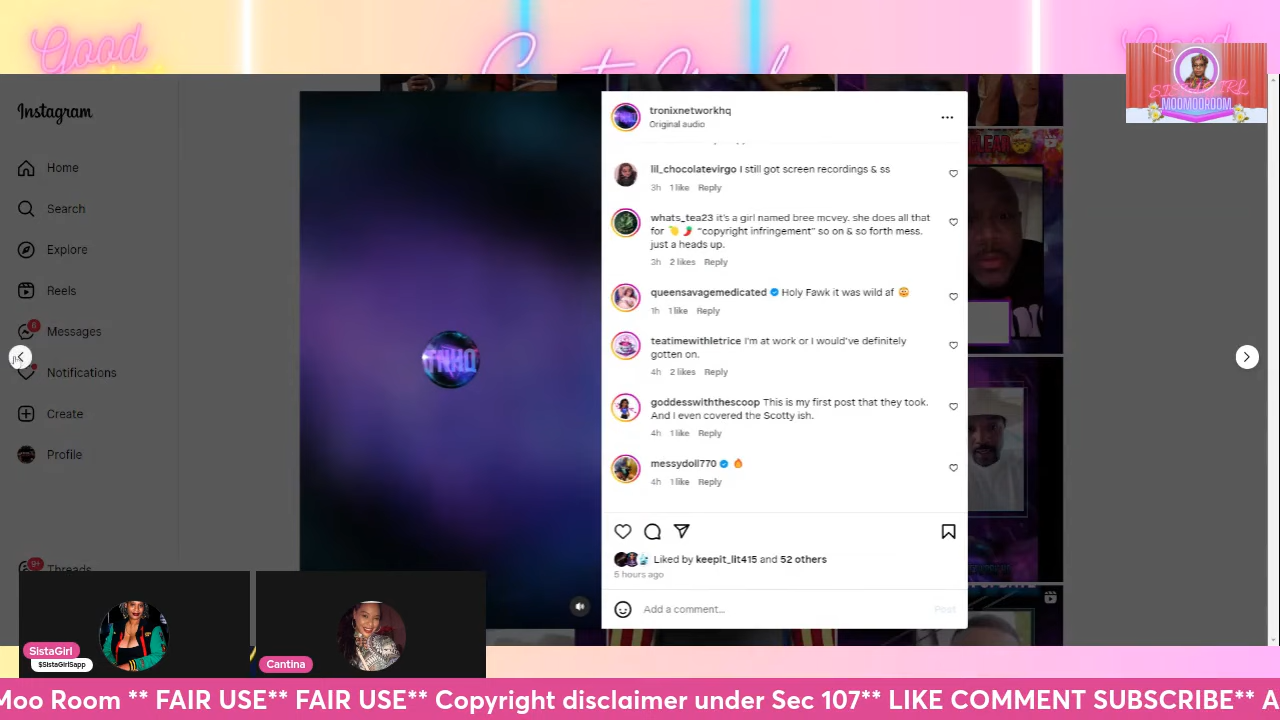 Good
SistaGirl
MOOMOOROOM
Instagram
Home
Search
Explore
Reels
6
Messages
Notifications
Create
Profile
9+
Threads
TNHQ
tronixnetworkhq
Original audio
lil_chocolatevirgo I still got screen recordings & ss
3h 1 like Reply
whats_tea23 it's a girl named bree mcvey. she does all that
for 🍋 🌶️ "copyright infringement" so on & so forth mess.
just a heads up.
3h 2 likes Reply
queensavagemedicated Holy Fawk it was wild af 🤯
1h 1 like Reply
teatimewithletrice I'm at work or I would've definitely
gotten on.
4h 2 likes Reply
goddesswiththescoop This is my first post that they took.
And I even covered the Scotty ish.
4h 1 like Reply
messydoll770 🔥
4h 1 like Reply
Liked by keepit_lit415 and 52 others
5 hours ago
Add a comment...
Post
SistaGirl
$SistaGirlSapp
Cantina
Moo Room ** FAIR USE** FAIR USE** Copyright disclaimer under Sec 107** LIKE COMMENT SUBSCRIBE** A